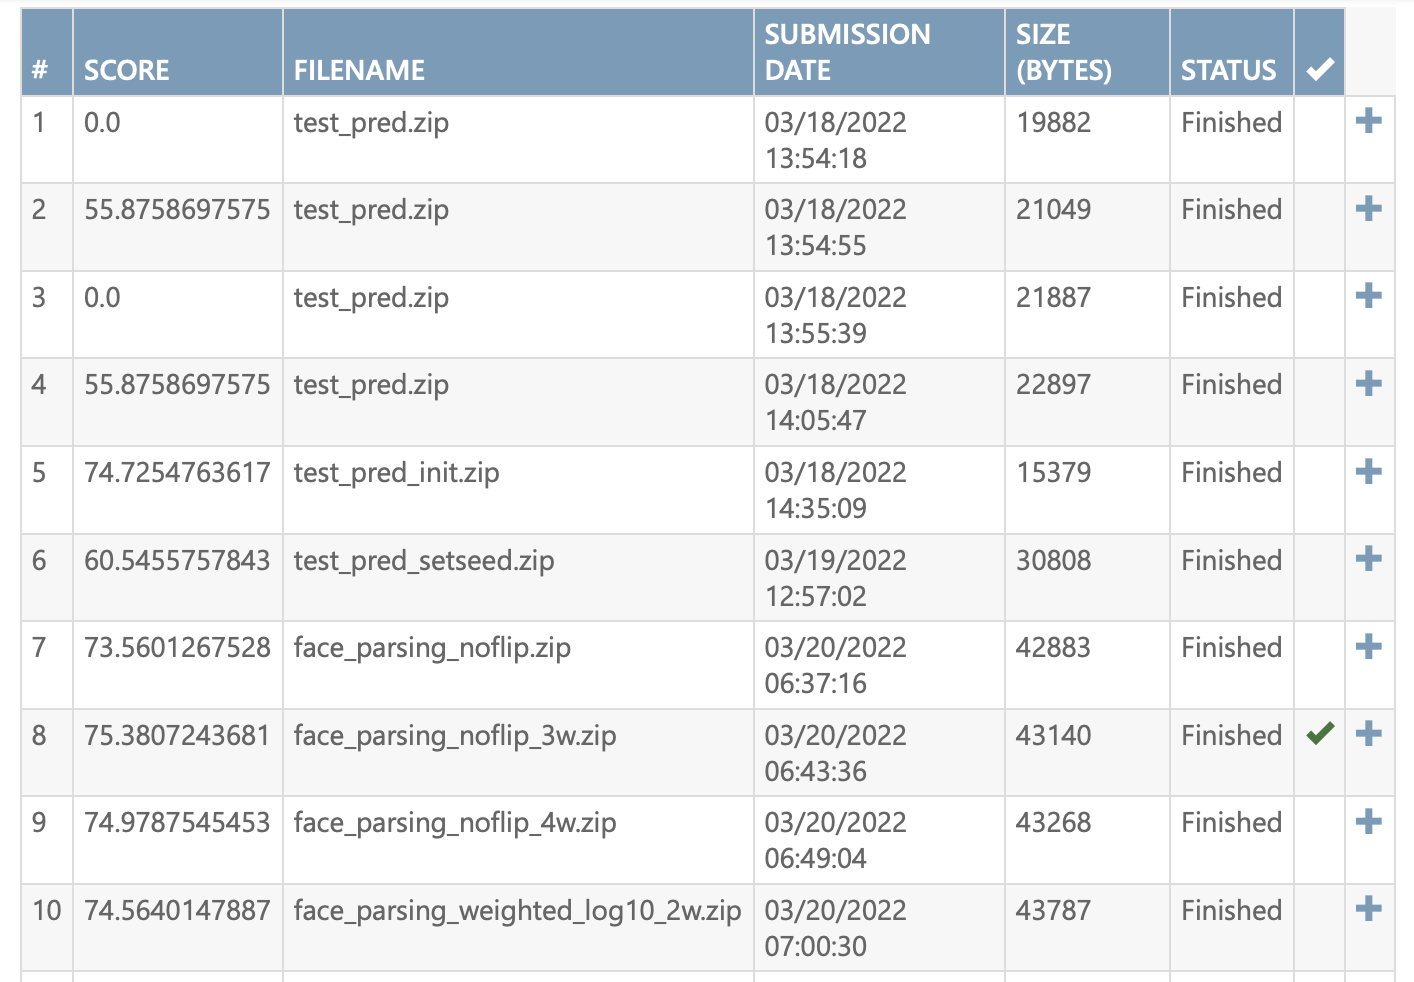 # SCORE FILENAME SUBMISSION DATE SIZE (BYTES) STATUS
1 0.0 test_pred.zip 03/18/2022 13:54:18 19882 Finished
2 55.8758697575 test_pred.zip 03/18/2022 13:54:55 21049 Finished
3 0.0 test_pred.zip 03/18/2022 13:55:39 21887 Finished
4 55.8758697575 test_pred.zip 03/18/2022 14:05:47 22897 Finished
5 74.7254763617 test_pred_init.zip 03/18/2022 14:35:09 15379 Finished
6 60.5455757843 test_pred_setseed.zip 03/19/2022 12:57:02 30808 Finished
7 73.5601267528 face_parsing_noflip.zip 03/20/2022 06:37:16 42883 Finished
8 75.3807243681 face_parsing_noflip_3w.zip 03/20/2022 06:43:36 43140 Finished
9 74.9787545453 face_parsing_noflip_4w.zip 03/20/2022 06:49:04 43268 Finished
10 74.5640147887 face_parsing_weighted_log10_2w.zip 03/20/2022 07:00:30 43787 Finished